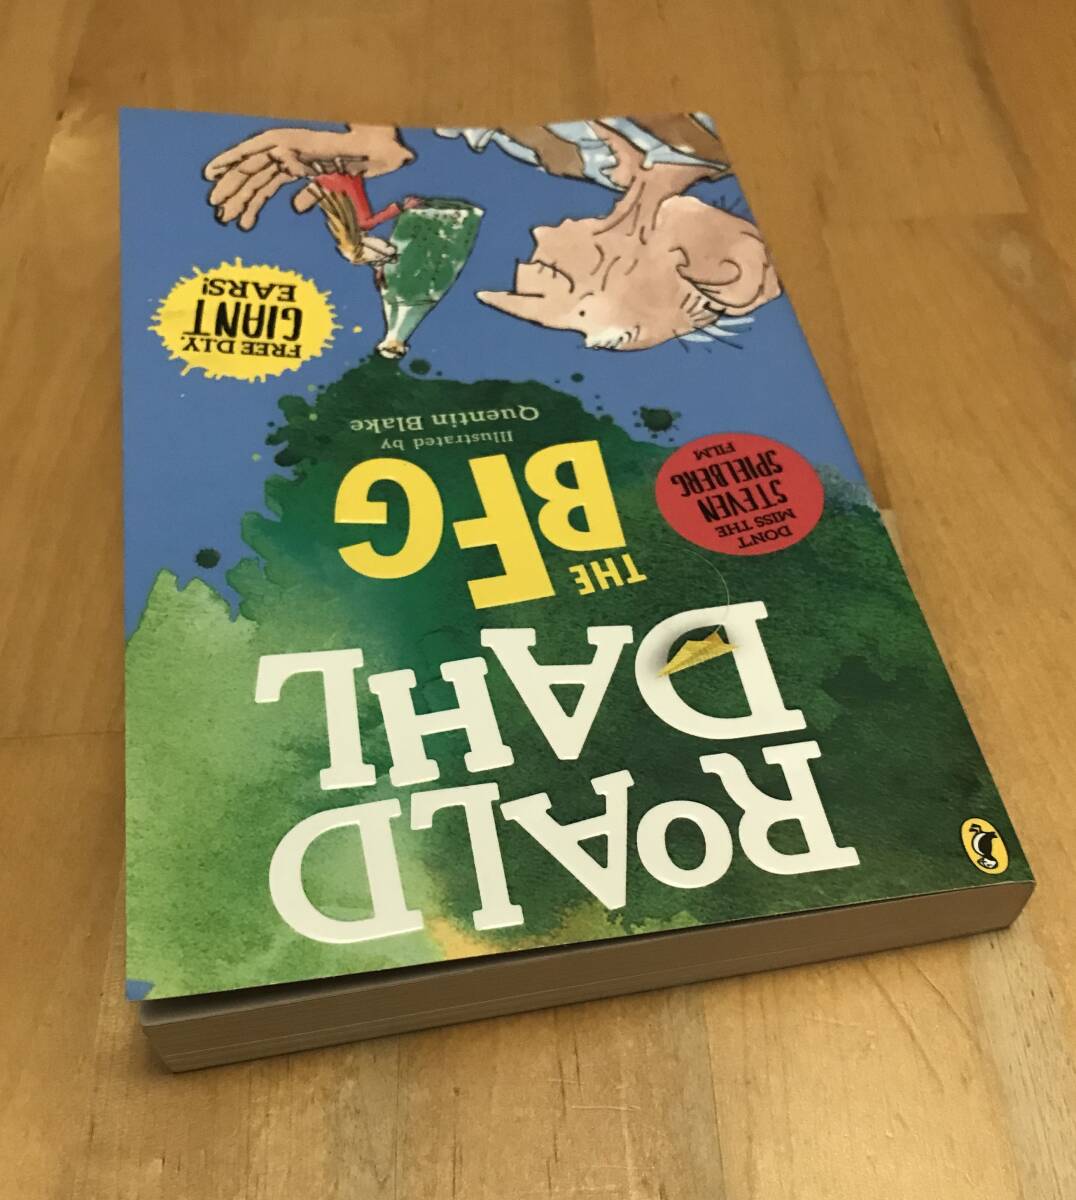 ROALD
DAHL
THE
BFG
Illustrated by
Quentin Blake
DON'T
MISS THE
STEVEN
SPIELBERG
FILM
FREE D.I.Y.
GIANT
EARS!